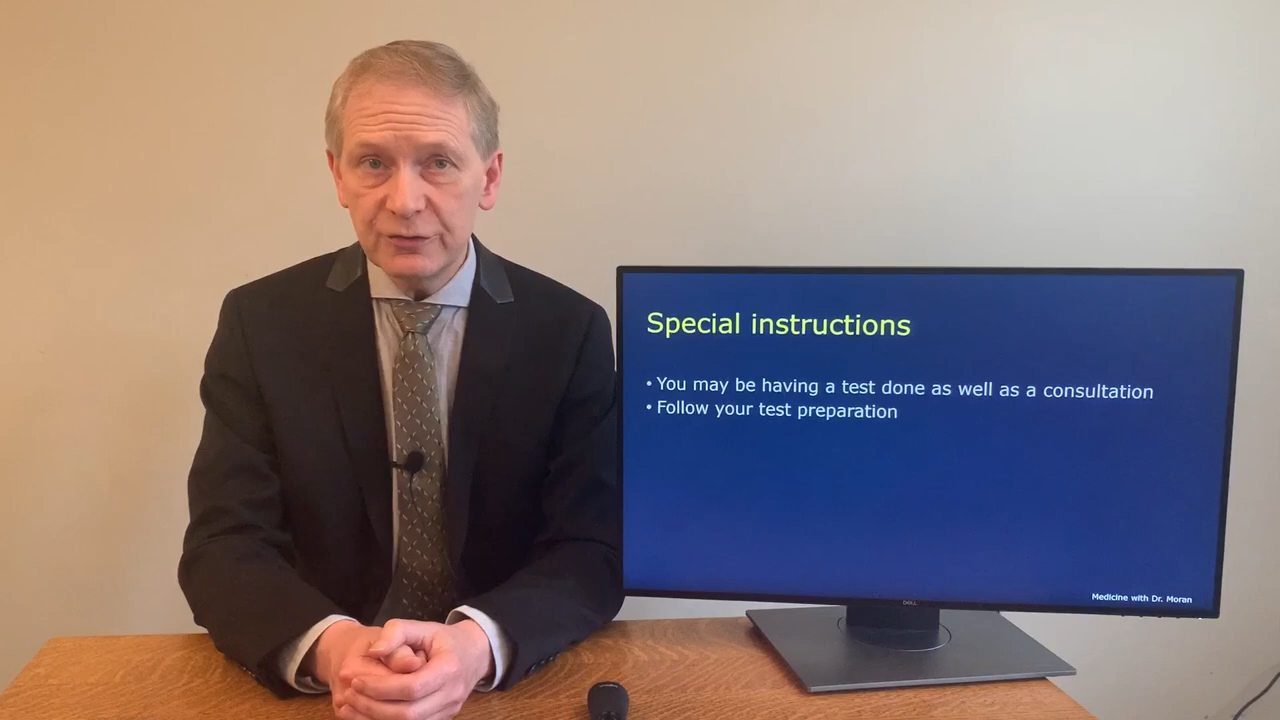 Special instructions
• You may be having a test done as well as a consultation
• Follow your test preparation
Medicine with Dr. Moran
DELL